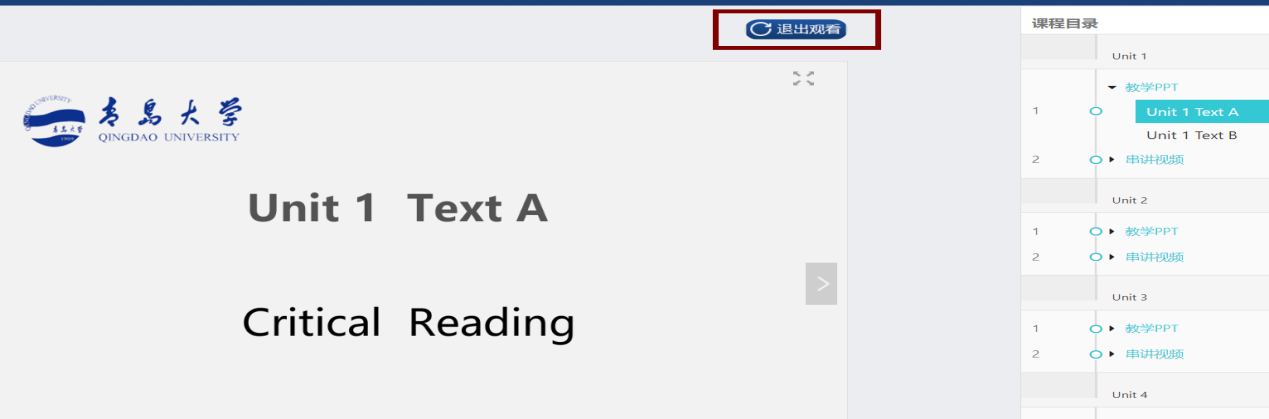 退出观看
青岛大学
QINGDAO UNIVERSITY
Unit 1 Text A
Critical Reading
课程目录
Unit 1
教学PPT
1
Unit 1 Text A
Unit 1 Text B
2 串讲视频
Unit 2
1 教学PPT
2 串讲视频
Unit 3
1 教学PPT
2 串讲视频
Unit 4